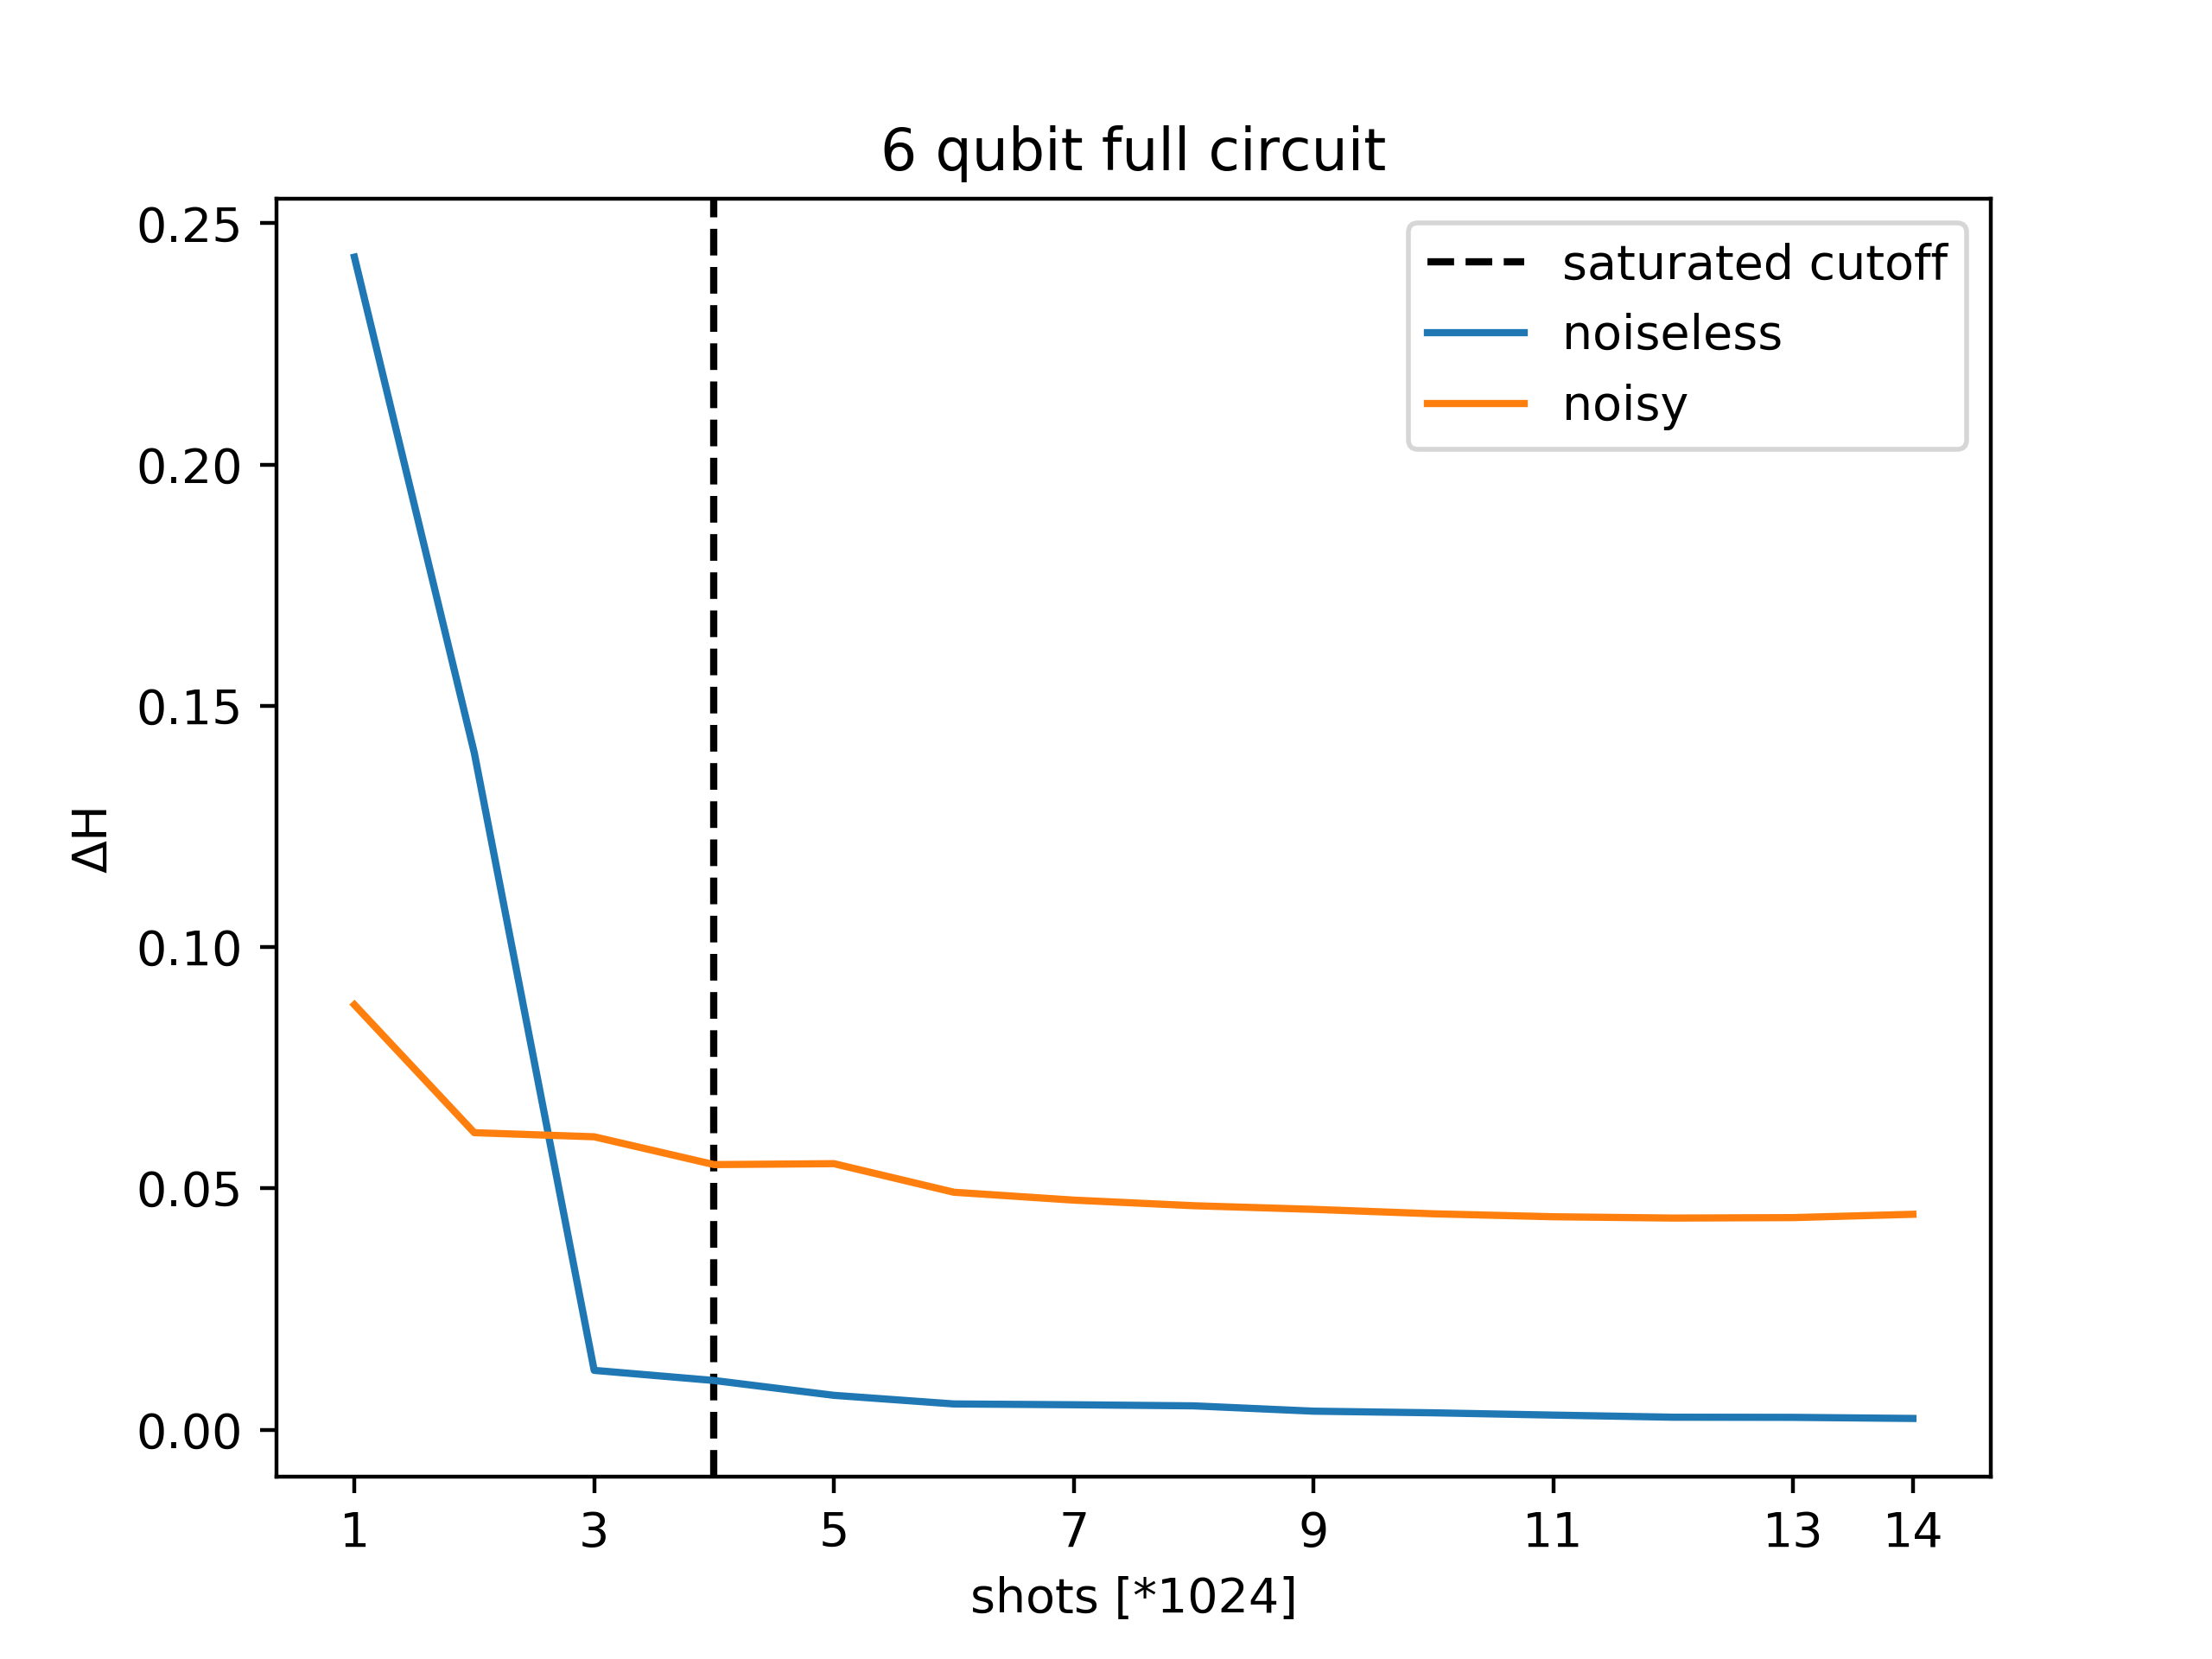 6 qubit full circuit
saturated cutoff
noiseless
noisy
0.25
0.20
0.15
0.10
0.05
0.00
ΔH
1 3 5 7 9 11 13 14
shots [*1024]